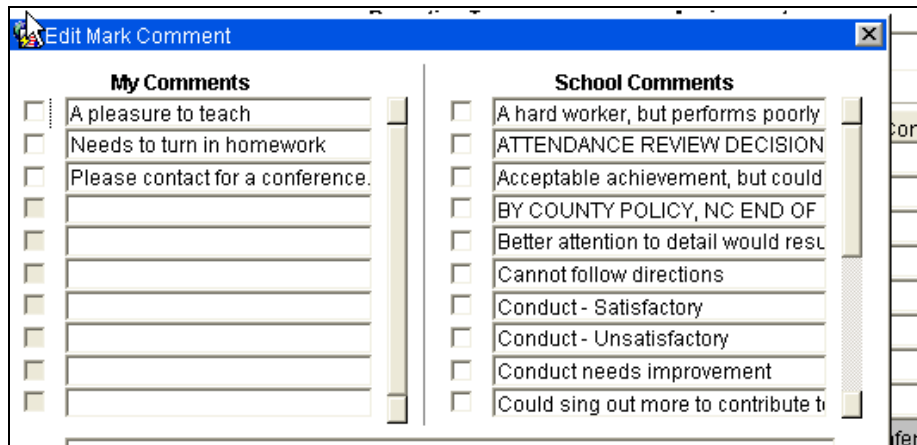 Edit Mark Comment
My Comments
A pleasure to teach
Needs to turn in homework
Please contact for a conference.
School Comments
A hard worker, but performs poorly
ATTENDANCE REVIEW DECISION
Acceptable achievement, but could
BY COUNTY POLICY, NC END OF
Better attention to detail would resu
Cannot follow directions
Conduct - Satisfactory
Conduct - Unsatisfactory
Conduct needs improvement
Could sing out more to contribute to